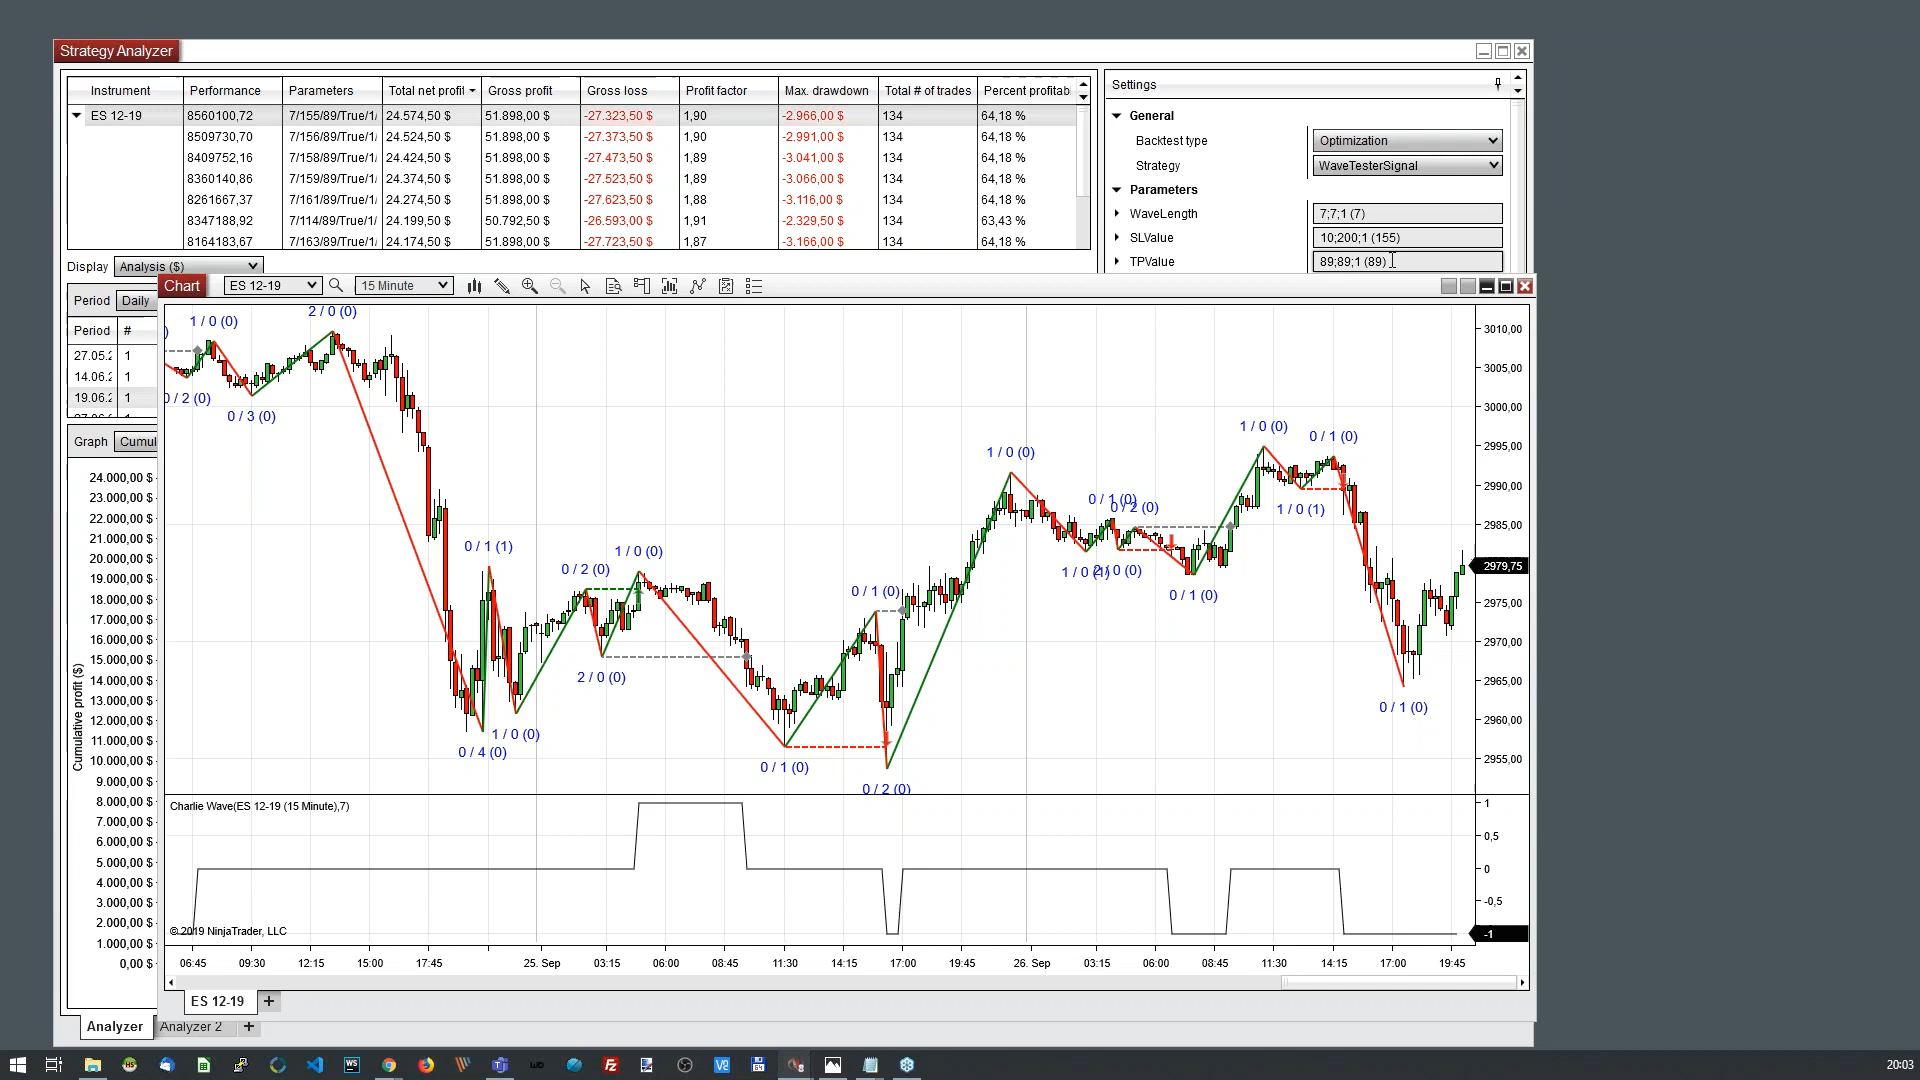 Strategy Analyzer
Instrument Performance Parameters Total net profit Gross profit Gross loss Profit factor Max. drawdown Total # of trades Percent profitab
ES 12-19 8560100,72 7/155/89/True/1/ 24.574,50 $ 51.898,00 $ -27.323,50 $ 1,90 -2.966,00 $ 134 64,18 %
8509730,70 7/156/89/True/1/ 24.524,50 $ 51.898,00 $ -27.373,50 $ 1,90 -2.991,00 $ 134 64,18 %
8409752,16 7/158/89/True/1/ 24.424,50 $ 51.898,00 $ -27.473,50 $ 1,89 -3.041,00 $ 134 64,18 %
8360140,86 7/159/89/True/1/ 24.374,50 $ 51.898,00 $ -27.523,50 $ 1,89 -3.066,00 $ 134 64,18 %
8261667,37 7/161/89/True/1/ 24.274,50 $ 51.898,00 $ -27.623,50 $ 1,88 -3.116,00 $ 134 64,18 %
8347188,92 7/114/89/True/1/ 24.199,50 $ 50.792,50 $ -26.593,00 $ 1,91 -2.329,50 $ 134 63,43 %
8164183,67 7/163/89/True/1/ 24.174,50 $ 51.898,00 $ -27.723,50 $ 1,87 -3.166,00 $ 134 64,18 %
Settings
General
Backtest type Optimization
Strategy WaveTesterSignal
Parameters
WaveLength 7;7;1 (7)
SLValue 10;200;1 (155)
TPValue 89;89;1 (89)
Display Analysis ($)
Period Daily
Period #
27.05.2 1
14.06.2 1
19.06.2 1
Graph Cumul
Cumulative profit ($)
24.000,00 $
23.000,00 $
22.000,00 $
21.000,00 $
20.000,00 $
19.000,00 $
18.000,00 $
17.000,00 $
16.000,00 $
15.000,00 $
14.000,00 $
13.000,00 $
12.000,00 $
11.000,00 $
10.000,00 $
9.000,00 $
8.000,00 $
7.000,00 $
6.000,00 $
5.000,00 $
4.000,00 $
3.000,00 $
2.000,00 $
1.000,00 $
0,00 $
Chart ES 12-19 15 Minute
1 / 0 (0)
2 / 0 (0)
0 / 2 (0)
0 / 3 (0)
0 / 1 (1)
0 / 4 (0)
1 / 0 (0)
0 / 2 (0)
1 / 0 (0)
2 / 0 (0)
0 / 1 (0)
0 / 1 (0)
0 / 2 (0)
1 / 0 (0)
0 / 1 (0)
0 / 2 (0)
1 / 0 (1)
2 / 0 (0)
0 / 1 (0)
1 / 0 (0)
0 / 1 (0)
1 / 0 (1)
0 / 1 (0)
3010,00
3005,00
3000,00
2995,00
2990,00
2985,00
2979,75
2975,00
2970,00
2965,00
2960,00
2955,00
Charlie Wave(ES 12-19 (15 Minute),7)
1
0,5
0
-0,5
-1
© 2019 NinjaTrader, LLC
06:45 09:30 12:15 15:00 17:45 25. Sep 03:15 06:00 08:45 11:30 14:15 17:00 19:45 26. Sep 03:15 06:00 08:45 11:30 14:15 17:00 19:45
ES 12-19 +
Analyzer Analyzer 2 +
20:03